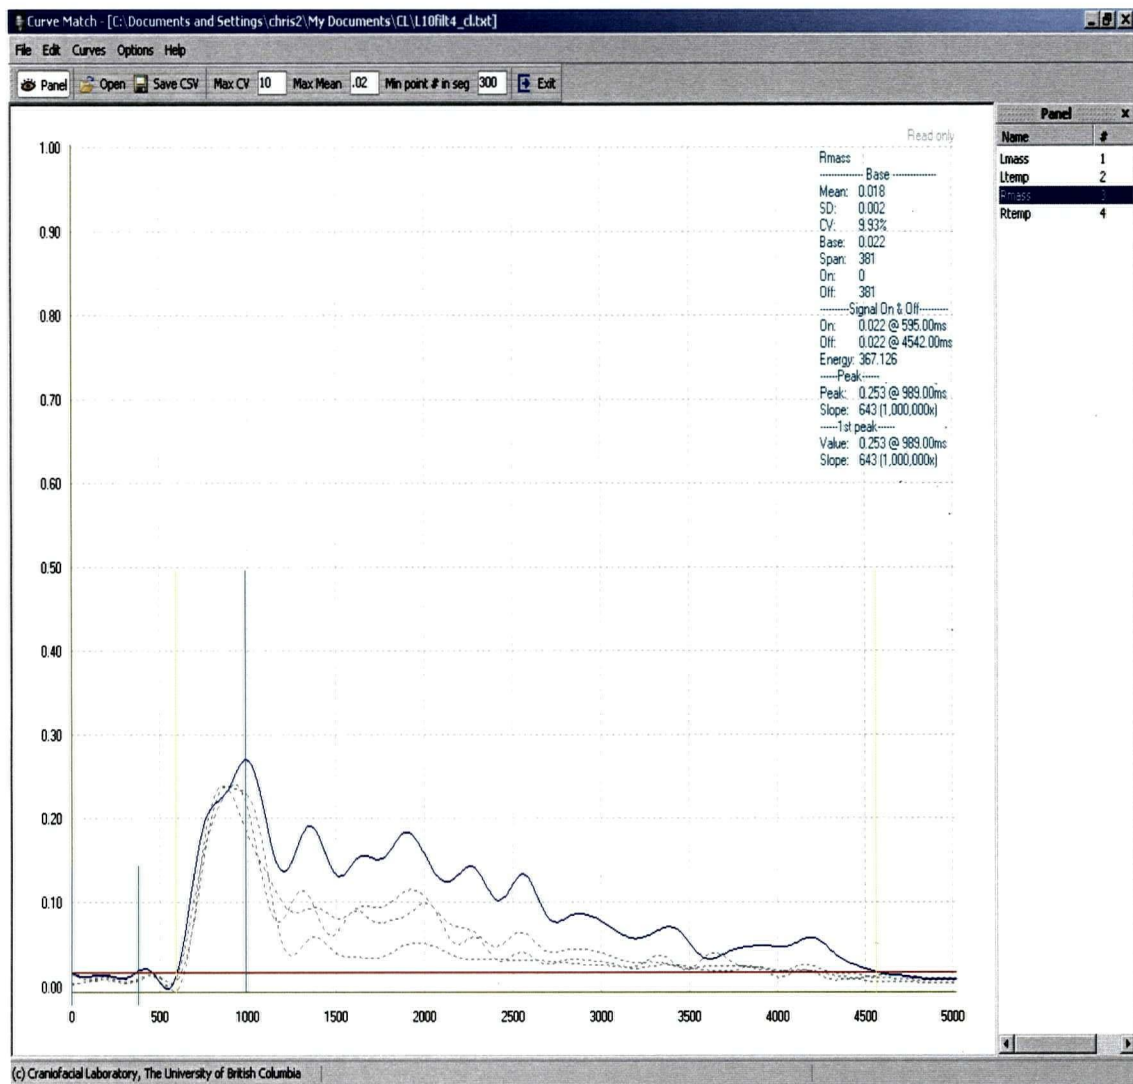 Curve Match - [C:\Documents and Settings\chris2\My Documents\CL\L10filt4_cl.txt]
File Edit Curves Options Help
Panel Open Save CSV Max CV 10 Max Mean .02 Min point # in seg 300 Exit
Panel x
Name #
Lmass 1
Ltemp 2
Rmass 3
Rtemp 4
Read only
Rmass
------------- Base -------------
Mean: 0.018
SD: 0.002
CV: 9.93%
Base: 0.022
Span: 381
On: 0
Off: 381
---------Signal On & Off---------
On: 0.022 @ 595.00ms
Off: 0.022 @ 4542.00ms
Energy: 367.126
------Peak------
Peak: 0.253 @ 989.00ms
Slope: 643 (1,000,000x)
------1st peak------
Value: 0.253 @ 989.00ms
Slope: 643 (1,000,000x)
1.00
0.90
0.80
0.70
0.60
0.50
0.40
0.30
0.20
0.10
0.00
0 500 1000 1500 2000 2500 3000 3500 4000 4500 5000
(c) Craniofacial Laboratory, The University of British Columbia